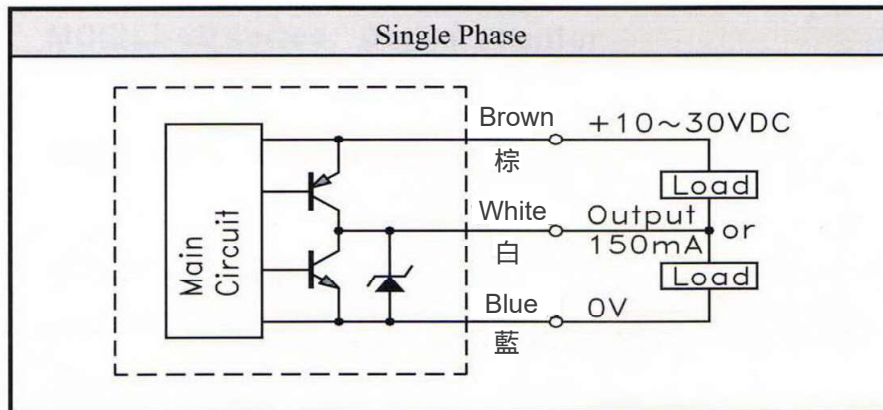 Single Phase
Main
Circuit
Brown
棕
+10~30VDC
Load
White
白
Output
150mA
or
Load
Blue
藍
0V